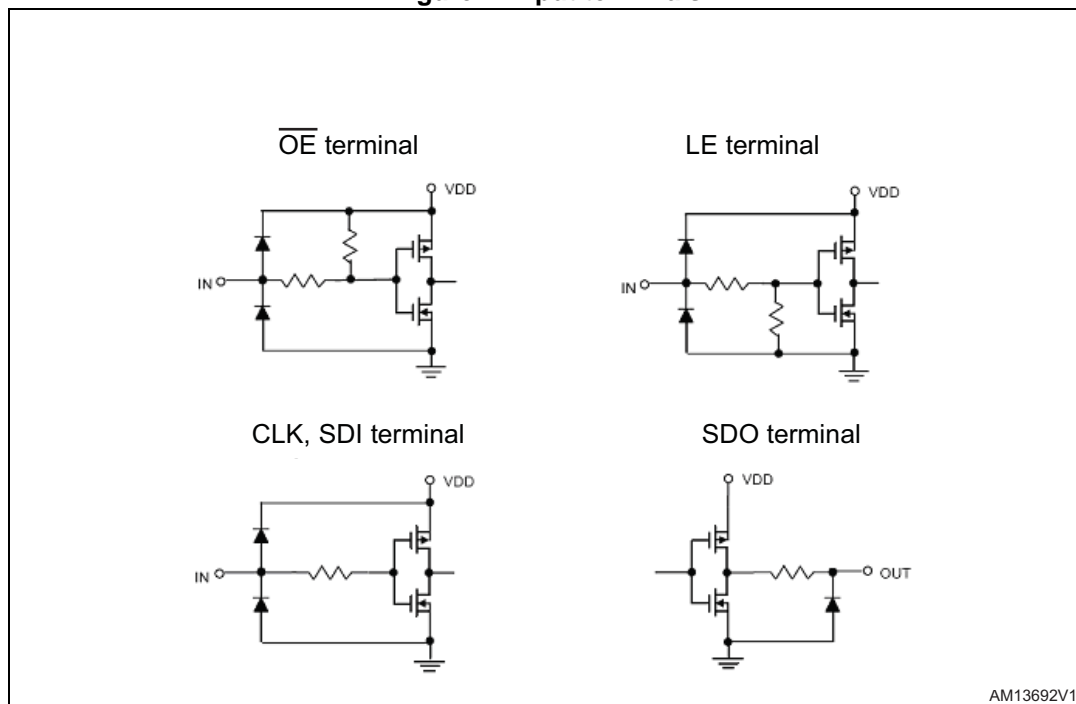 OE terminal
LE terminal
VDD
VDD
IN
IN
CLK, SDI terminal
SDO terminal
VDD
VDD
IN
OUT
AM13692V1